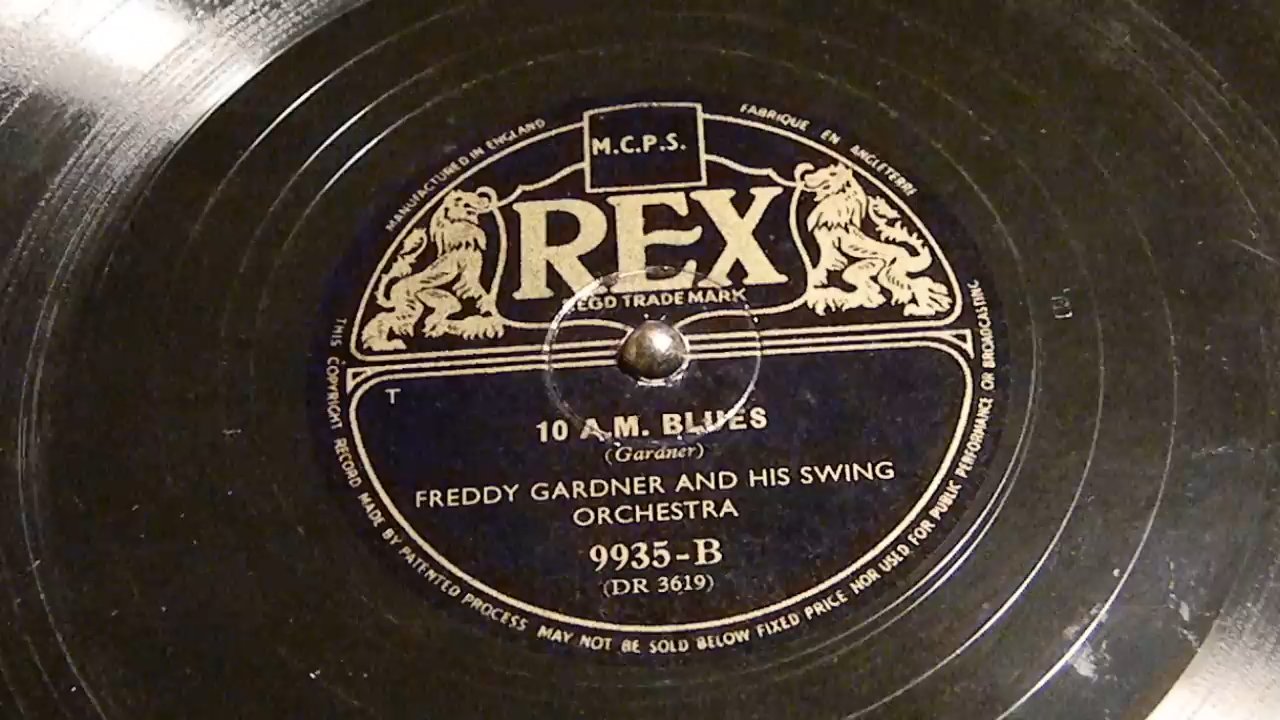 MANUFACTURED IN ENGLAND
FABRIQUE EN ANGLETERRE
M.C.P.S.
REX
REGD TRADE MARK
T
10 A.M. BLUES
(Gardner)
FREDDY GARDNER AND HIS SWING
ORCHESTRA
9935-B
(DR 3619)
THIS COPYRIGHT RECORD MADE BY PATENTED PROCESS MAY NOT BE SOLD BELOW FIXED PRICE NOR USED FOR PUBLIC PERFORMANCE OR BROADCASTING